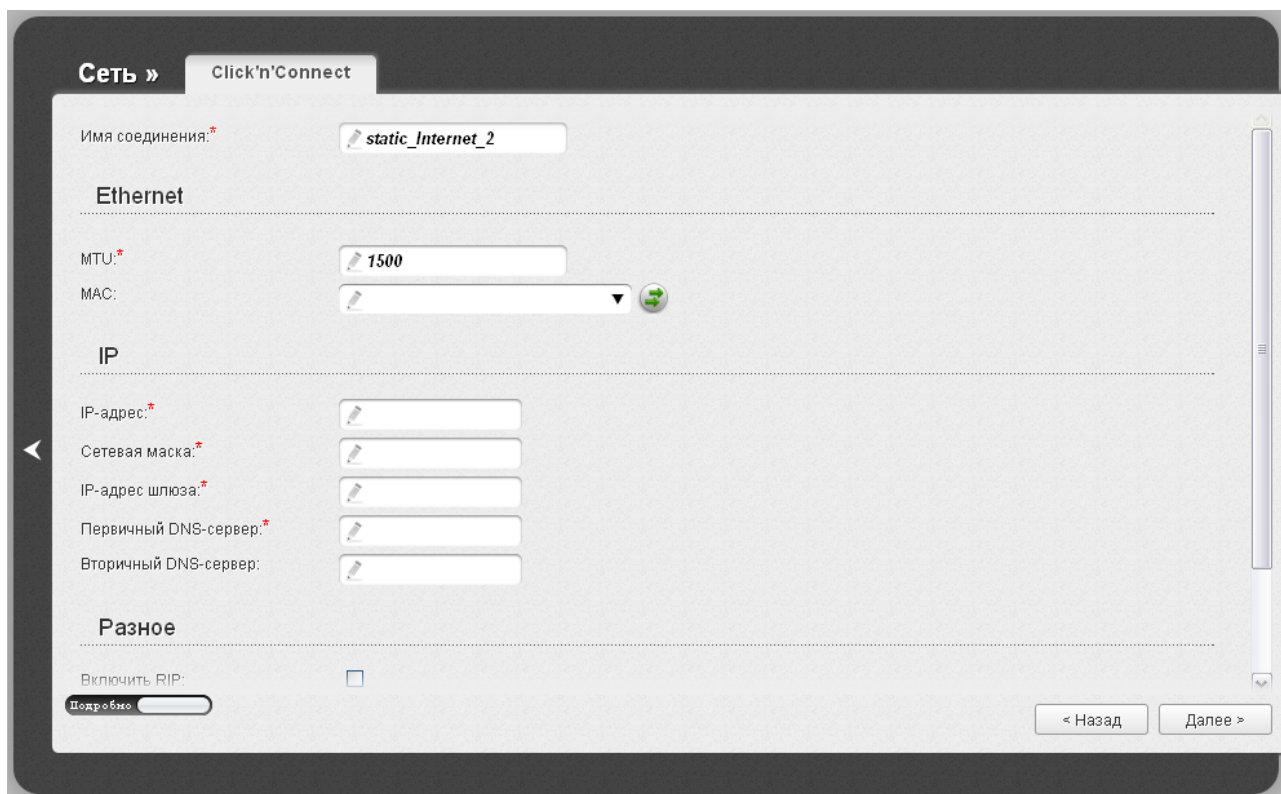 Сеть »
Click'n'Connect
Имя соединения:*
static_Internet_2
Ethernet
MTU:*
1500
MAC:
IP
IP-адрес:*
Сетевая маска:*
IP-адрес шлюза:*
Первичный DNS-сервер:*
Вторичный DNS-сервер:
Разное
Включить RIP:
Подробно
< Назад
Далее >